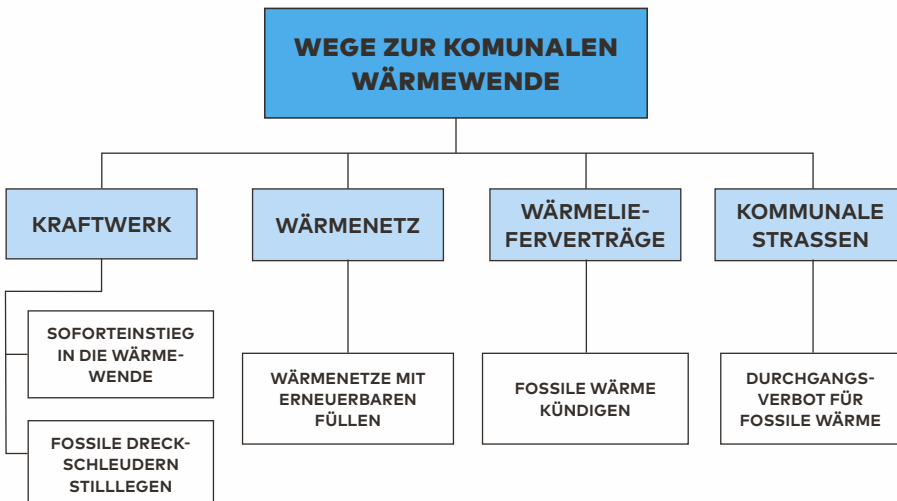 WEGE ZUR KOMUNALEN
WÄRMEWENDE
KRAFTWERK
SOFORTEINSTIEG
IN DIE WÄRME-
WENDE
FOSSILE DRECK-
SCHLEUDERN
STILLLEGEN
WÄRMENETZ
WÄRMENETZE MIT
ERNEUERBAREN
FÜLLEN
WÄRMELIE-
FERVERTRÄGE
FOSSILE WÄRME
KÜNDIGEN
KOMMUNALE
STRASSEN
DURCHGANGS-
VERBOT FÜR
FOSSILE WÄRME